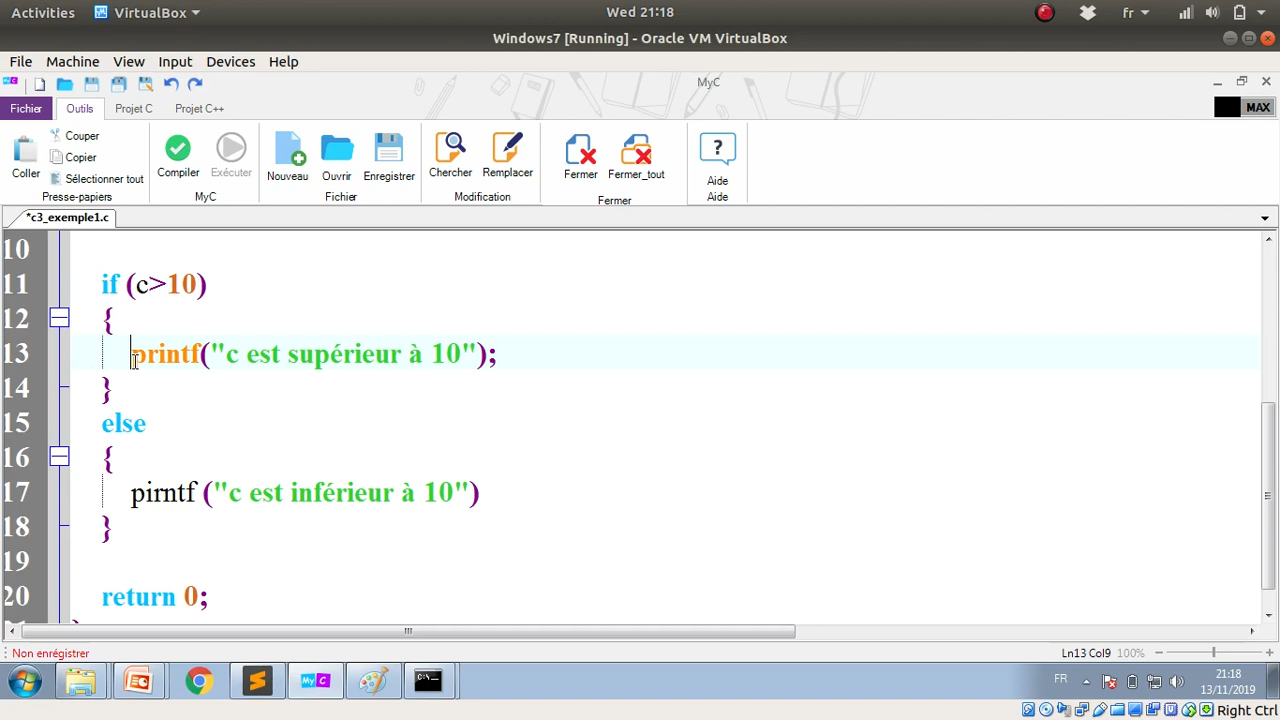 Activities VirtualBox Wed 21:18 fr
Windows7 [Running] - Oracle VM VirtualBox
File Machine View Input Devices Help
MyC MyC
Fichier Outils Projet C Projet C++ MAX
Coller Couper
Copier
Sélectionner tout
Presse-papiers
Compiler Exécuter
MyC
Nouveau Ouvrir Enregistrer
Fichier
Chercher Remplacer
Modification
Fermer Fermer_tout
Fermer
Aide
Aide
*c3_exemple1.c
10
11 if (c>10)
12 {
13 printf("c est supérieur à 10");
14 }
15 else
16 {
17 pirntf ("c est inférieur à 10")
18 }
19
20 return 0;
Non enregistrer Ln13 Col9 100%
MyC C:\ FR 21:18
13/11/2019
Right Ctrl